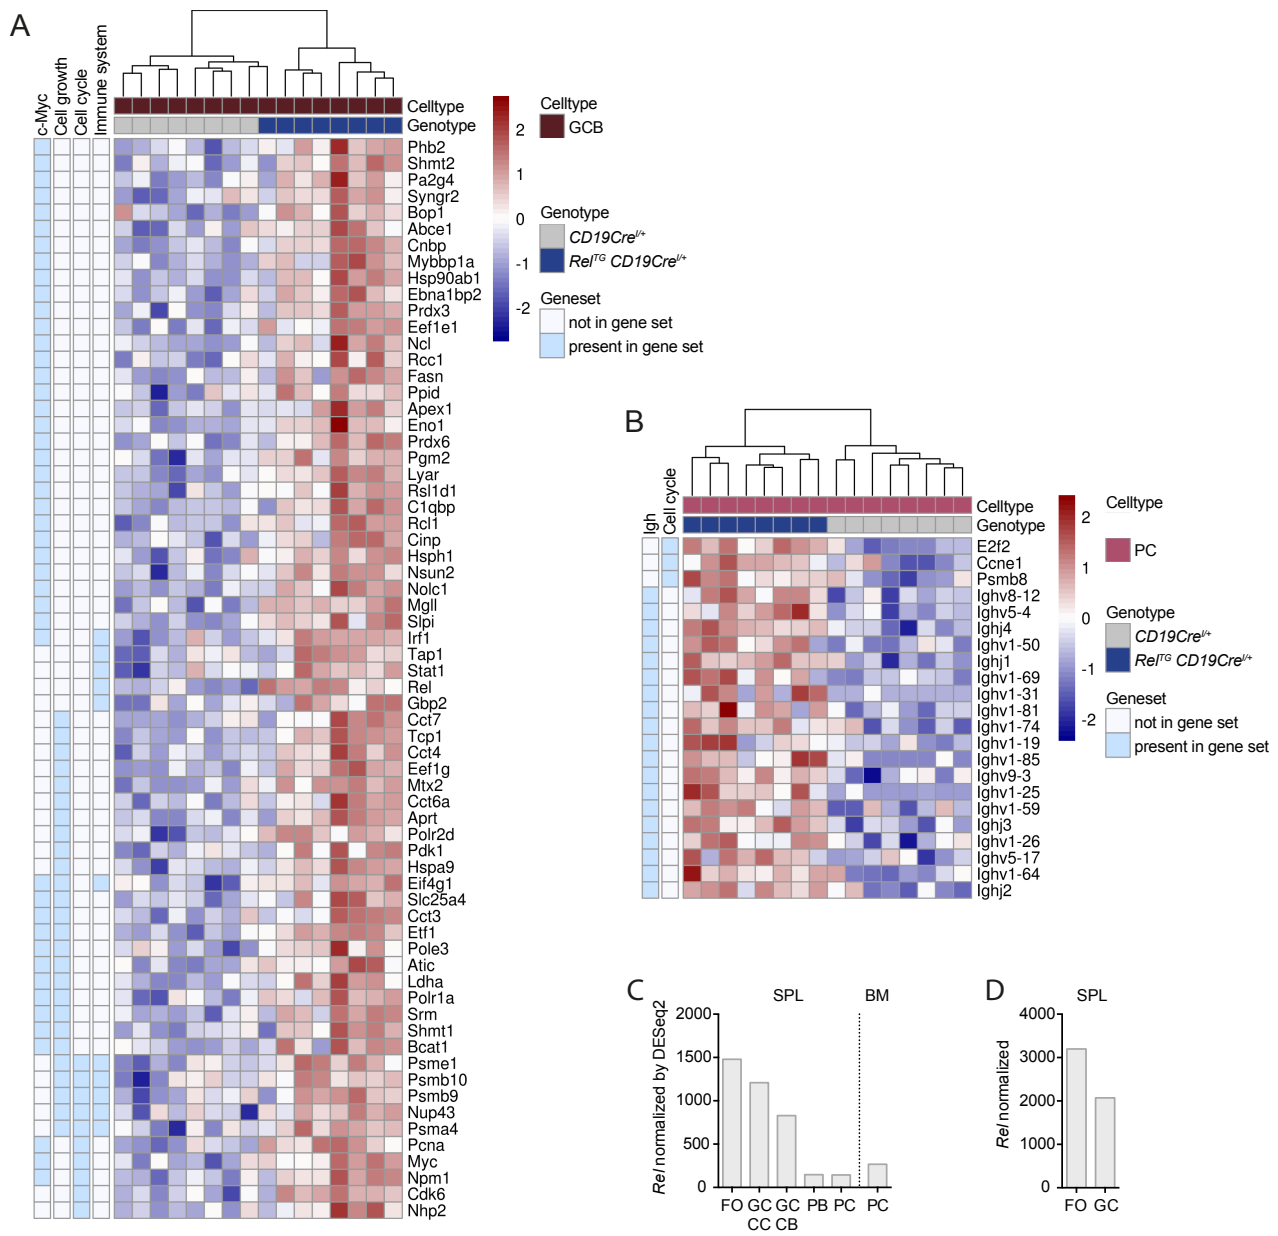 A
c-Myc
Cell growth
Cell cycle
Immune system
Celltype
Genotype
Phb2
Shmt2
Pa2g4
Syngr2
Bop1
Abce1
Cnbp
Mybbp1a
Hsp90ab1
Ebna1bp2
Prdx3
Eef1e1
Ncl
Rcc1
Fasn
Ppid
Apex1
Eno1
Prdx6
Pgm2
Lyar
Rsl1d1
C1qbp
Rcl1
Cinp
Hsph1
Nsun2
Nolc1
Mgll
Slpi
Irf1
Tap1
Stat1
Rel
Gbp2
Cct7
Tcp1
Cct4
Eef1g
Mtx2
Cct6a
Aprt
Polr2d
Pdk1
Hspa9
Eif4g1
Slc25a4
Cct3
Etf1
Pole3
Atic
Ldha
Polr1a
Srm
Shmt1
Bcat1
Psme1
Psmb10
Psmb9
Nup43
Psma4
Pcna
Myc
Npm1
Cdk6
Nhp2
2
1
0
-1
-2
Celltype
GCB
Genotype
CD19Cre^I/+
Rel^TG CD19Cre^I/+
Geneset
not in gene set
present in gene set
B
Igh
Cell cycle
Celltype
Genotype
E2f2
Ccne1
Psmb8
Ighv8-12
Ighv5-4
Ighj4
Ighv1-50
Ighj1
Ighv1-69
Ighv1-31
Ighv1-81
Ighv1-74
Ighv1-19
Ighv1-85
Ighv9-3
Ighv1-25
Ighv1-59
Ighj3
Ighv1-26
Ighv5-17
Ighv1-64
Ighj2
2
1
0
-1
-2
Celltype
PC
Genotype
CD19Cre^I/+
Rel^TG CD19Cre^I/+
Geneset
not in gene set
present in gene set
C
SPL BM
Rel normalized by DESeq2
2000
1500
1000
500
0
FO GC GC PB PC PC
CC CB
D
SPL
Rel normalized
4000
3000
2000
1000
0
FO GC